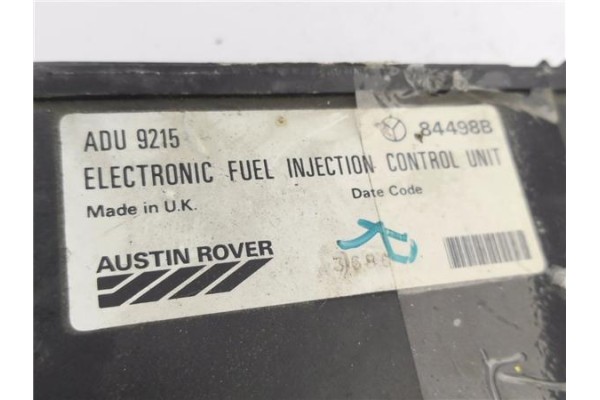 ADU 9215 84498B
ELECTRONIC FUEL INJECTION CONTROL UNIT
Made in U.K. Date Code
AUSTIN ROVER